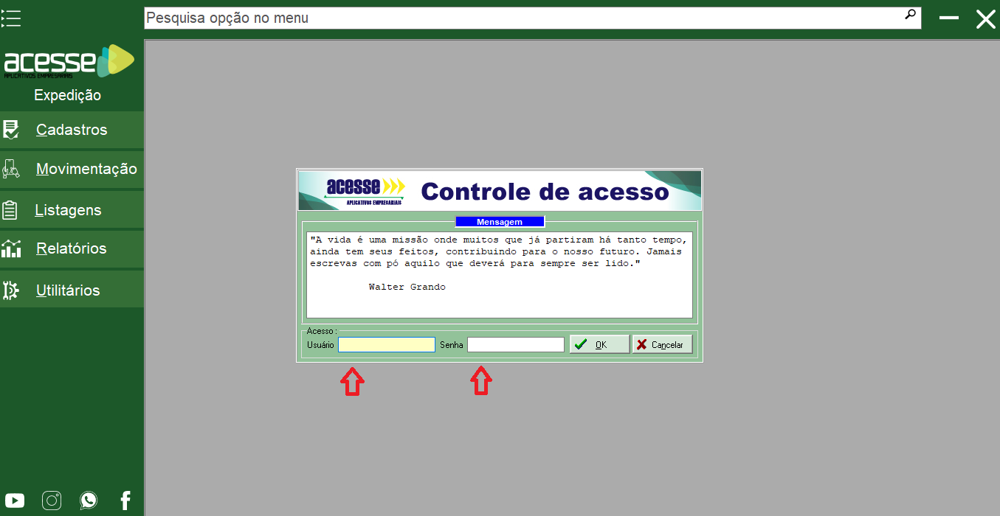 Pesquisa opção no menu
acesse
APLICATIVOS EMPRESARIAIS
Expedição
Cadastros
Movimentação
Listagens
Relatórios
Utilitários
acesse
APLICATIVOS EMPRESARIAIS
Controle de acesso
Mensagem
"A vida é uma missão onde muitos que já partiram há tanto tempo,
ainda tem seus feitos, contribuindo para o nosso futuro. Jamais
escrevas com pó aquilo que deverá para sempre ser lido."
Walter Grando
Acesso :
Usuário Senha OK Cancelar